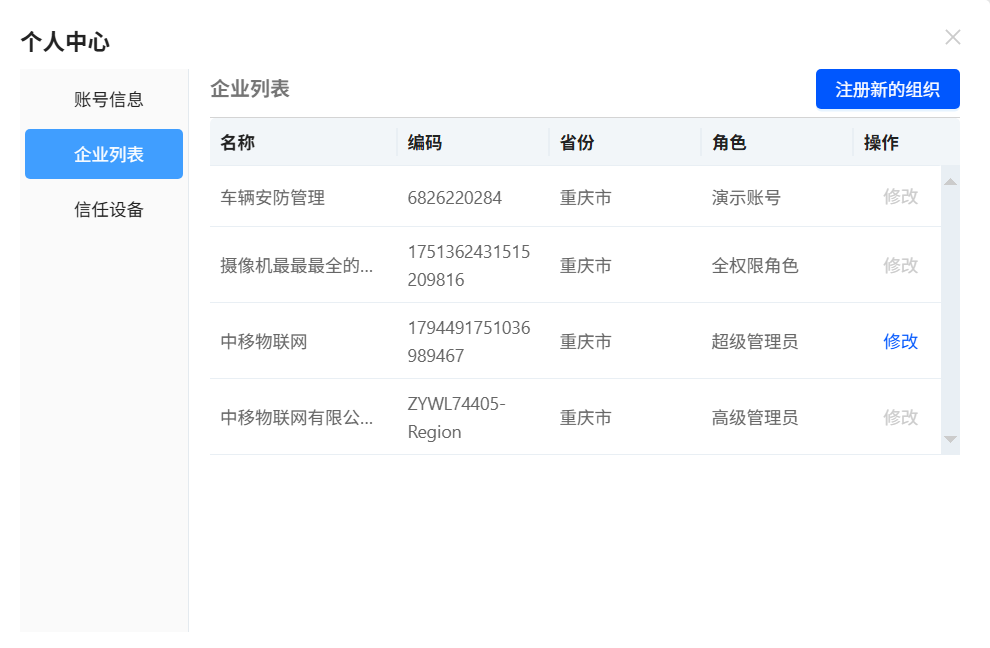 个人中心
账号信息
企业列表
信任设备
企业列表
注册新的组织
名称 编码 省份 角色 操作
车辆安防管理 6826220284 重庆市 演示账号 修改
摄像机最最最全的... 1751362431515 重庆市 全权限角色 修改
209816
中移物联网 1794491751036 重庆市 超级管理员 修改
989467
中移物联网有限公... ZYWL74405- 重庆市 高级管理员 修改
Region